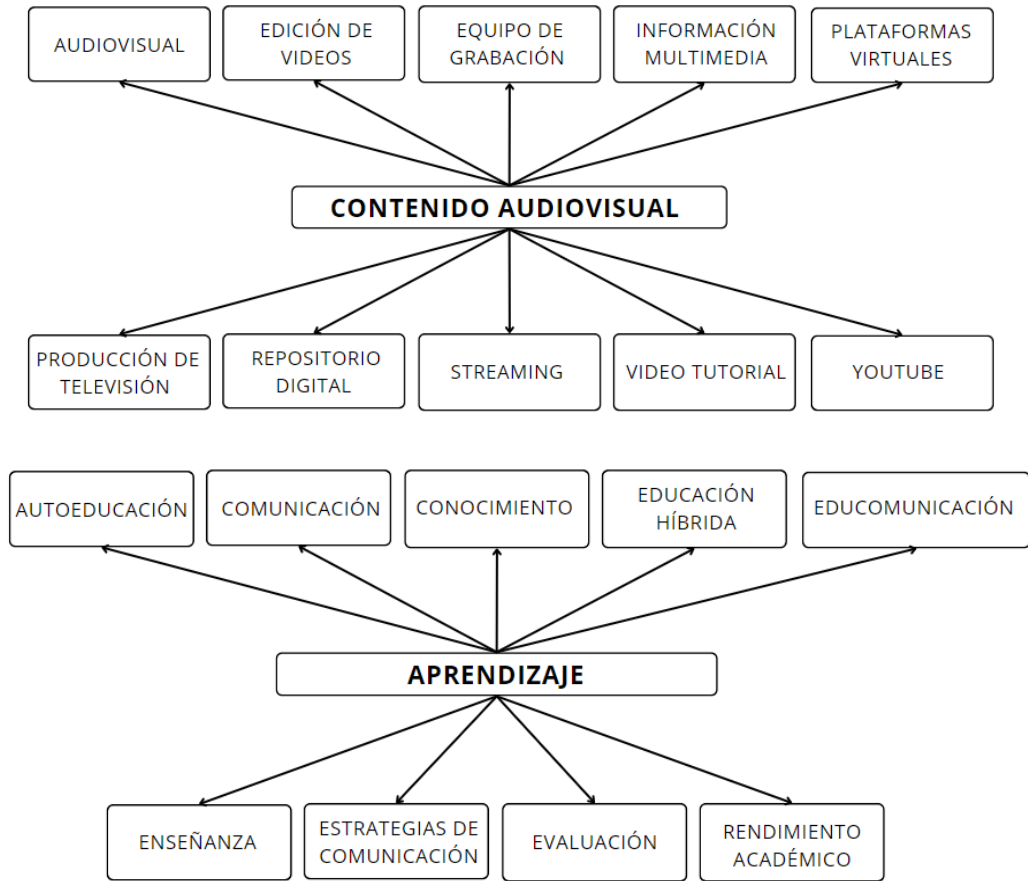 AUDIOVISUAL
EDICIÓN DE
VIDEOS
EQUIPO DE
GRABACIÓN
INFORMACIÓN
MULTIMEDIA
PLATAFORMAS
VIRTUALES
CONTENIDO AUDIOVISUAL
PRODUCCIÓN DE
TELEVISIÓN
REPOSITORIO
DIGITAL
STREAMING
VIDEO TUTORIAL
YOUTUBE
AUTOEDUCACIÓN
COMUNICACIÓN
CONOCIMIENTO
EDUCACIÓN
HÍBRIDA
EDUCOMUNICACIÓN
APRENDIZAJE
ENSEÑANZA
ESTRATEGIAS DE
COMUNICACIÓN
EVALUACIÓN
RENDIMIENTO
ACADÉMICO